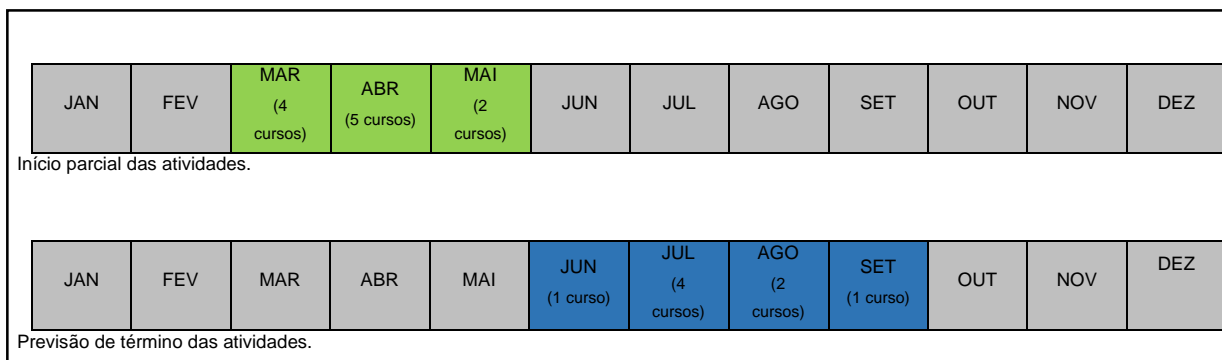 JAN FEV MAR (4 cursos) ABR (5 cursos) MAI (2 cursos) JUN JUL AGO SET OUT NOV DEZ
Início parcial das atividades.
JAN FEV MAR ABR MAI JUN (1 curso) JUL (4 cursos) AGO (2 cursos) SET (1 curso) OUT NOV DEZ
Previsão de término das atividades.